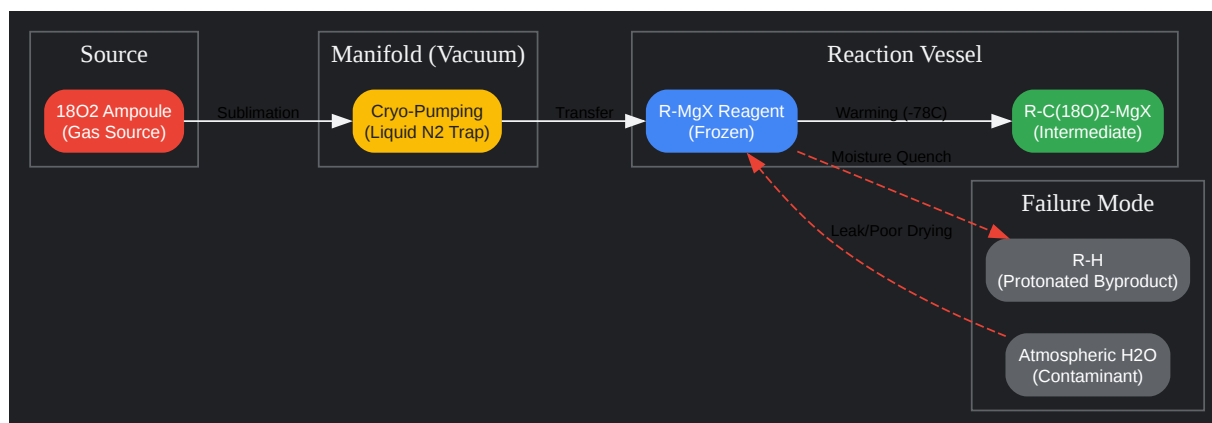 Source
Manifold (Vacuum)
Reaction Vessel
18O2 Ampoule
(Gas Source)
Sublimation
Cryo-Pumping
(Liquid N2 Trap)
Transfer
R-MgX Reagent
(Frozen)
Warming (-78C)
R-C(18O)2-MgX
(Intermediate)
Moisture Quench
Failure Mode
Leak/Poor Drying
R-H
(Protonated Byproduct)
Atmospheric H2O
(Contaminant)